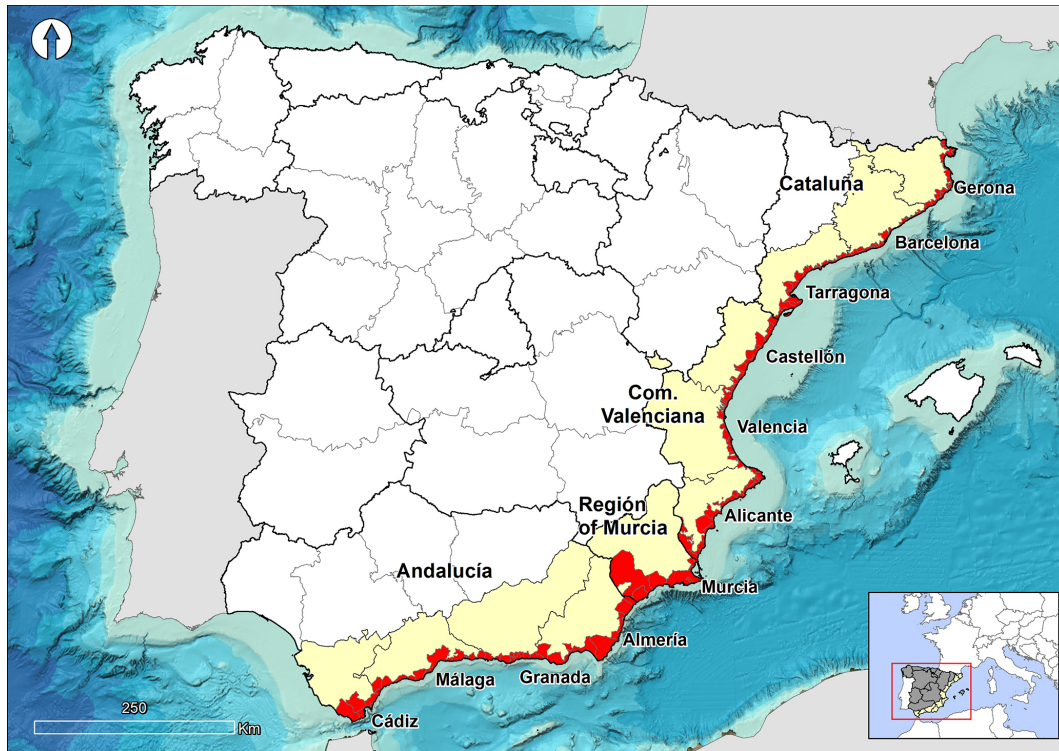 Cataluña
Gerona
Barcelona
Tarragona
Castellón
Com.
Valenciana
Valencia
Región
of Murcia
Alicante
Andalucía
Murcia
Almería
Granada
Málaga
Cádiz
250
Km